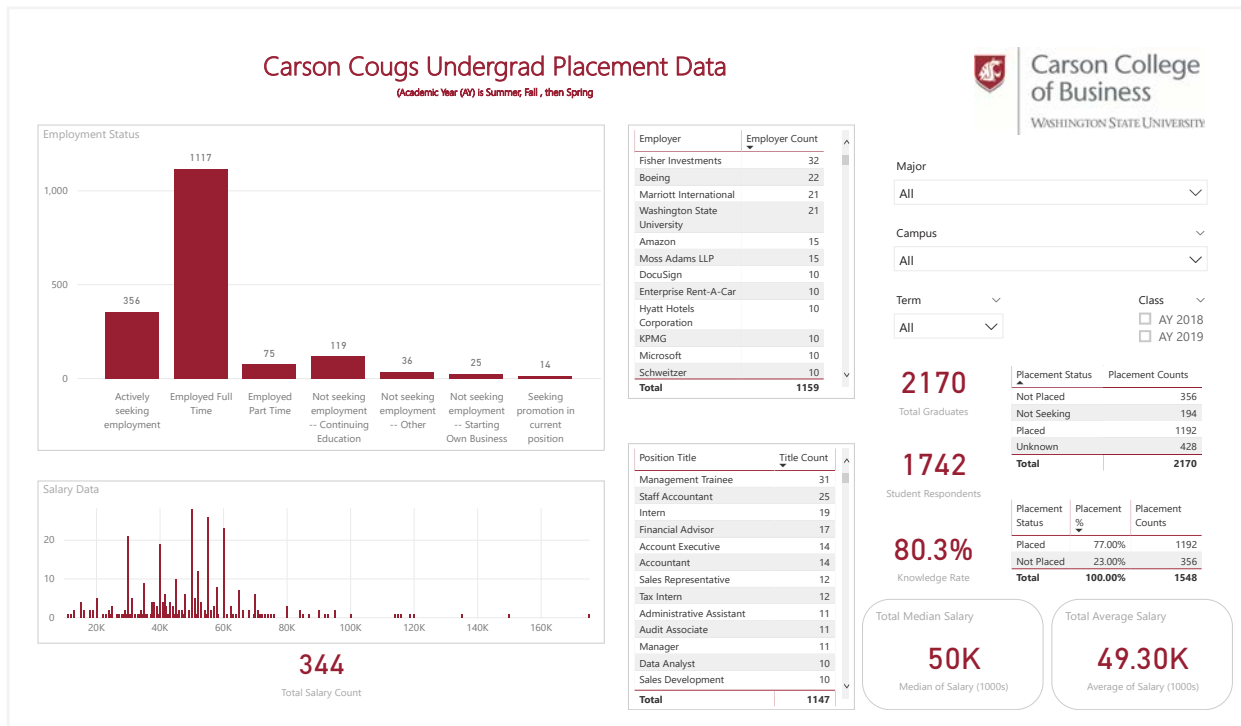 Carson Cougs Undergrad Placement Data
(Academic Year (AY) is Summer, Fall , then Spring
Carson College
of Business
WASHINGTON STATE UNIVERSITY
Employment Status
1,000
500
0
356
1117
75
119
36
25
14
Actively
seeking
employment
Employed Full
Time
Employed
Part Time
Not seeking
employment
-- Continuing
Education
Not seeking
employment
-- Other
Not seeking
employment
-- Starting
Own Business
Seeking
promotion in
current
position
Salary Data
20
10
0
20K 40K 60K 80K 100K 120K 140K 160K
344
Total Salary Count
Employer Employer Count
Fisher Investments 32
Boeing 22
Marriott International 21
Washington State 21
University
Amazon 15
Moss Adams LLP 15
DocuSign 10
Enterprise Rent-A-Car 10
Hyatt Hotels 10
Corporation
KPMG 10
Microsoft 10
Schweitzer 10
Total 1159
Position Title Title Count
Management Trainee 31
Staff Accountant 25
Intern 19
Financial Advisor 17
Account Executive 14
Accountant 14
Sales Representative 12
Tax Intern 12
Administrative Assistant 11
Audit Associate 11
Manager 11
Data Analyst 10
Sales Development 10
Total 1147
Major
All
Campus
All
Term
All
Class
AY 2018
AY 2019
2170
Total Graduates
1742
Student Respondents
80.3%
Knowledge Rate
Placement Status Placement Counts
Not Placed 356
Not Seeking 194
Placed 1192
Unknown 428
Total 2170
Placement Placement Placement
Status % Counts
Placed 77.00% 1192
Not Placed 23.00% 356
Total 100.00% 1548
Total Median Salary
50K
Median of Salary (1000s)
Total Average Salary
49.30K
Average of Salary (1000s)